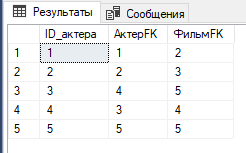 Результаты Сообщения
ID_актера АктерFK ФильмFK
1 1 1 2
2 2 2 3
3 3 4 5
4 4 3 4
5 5 5 5